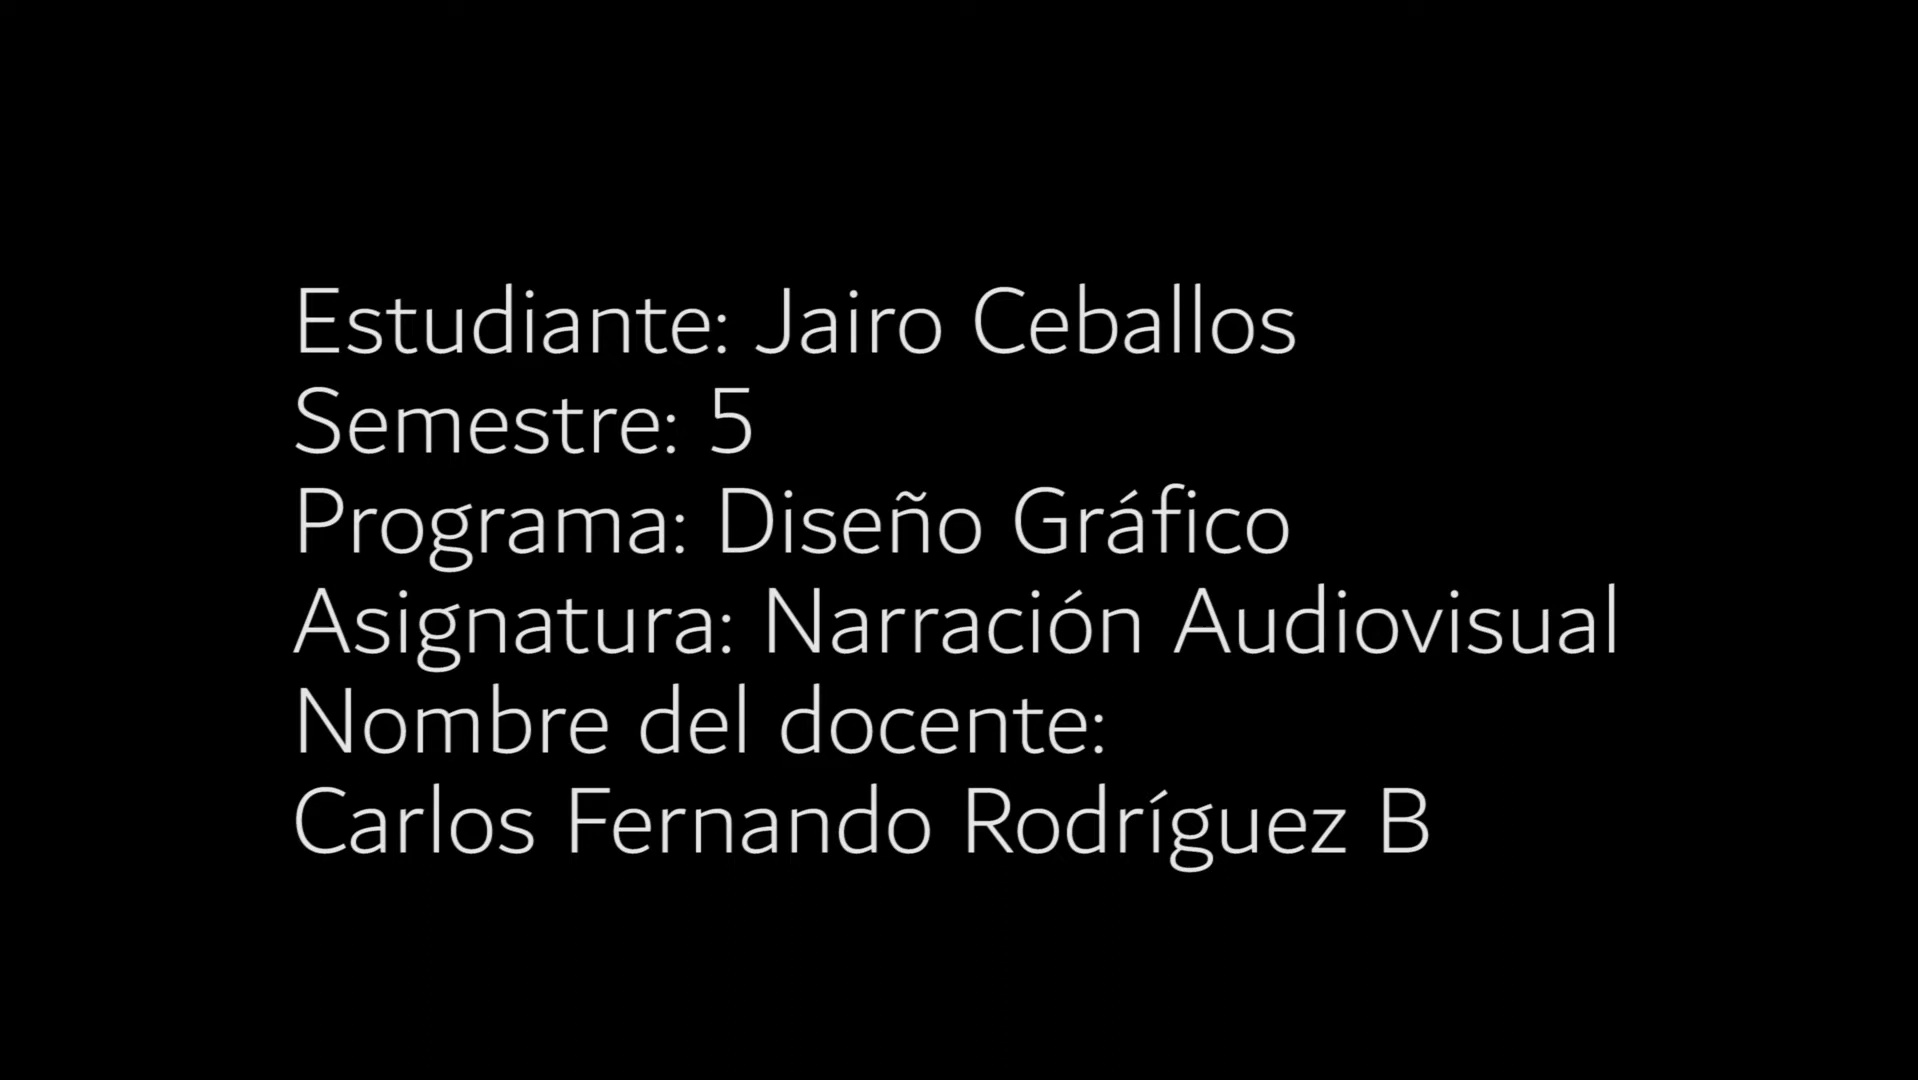 Estudiante: Jairo Ceballos
Semestre: 5
Programa: Diseño Gráfico
Asignatura: Narración Audiovisual
Nombre del docente:
Carlos Fernando Rodríguez B